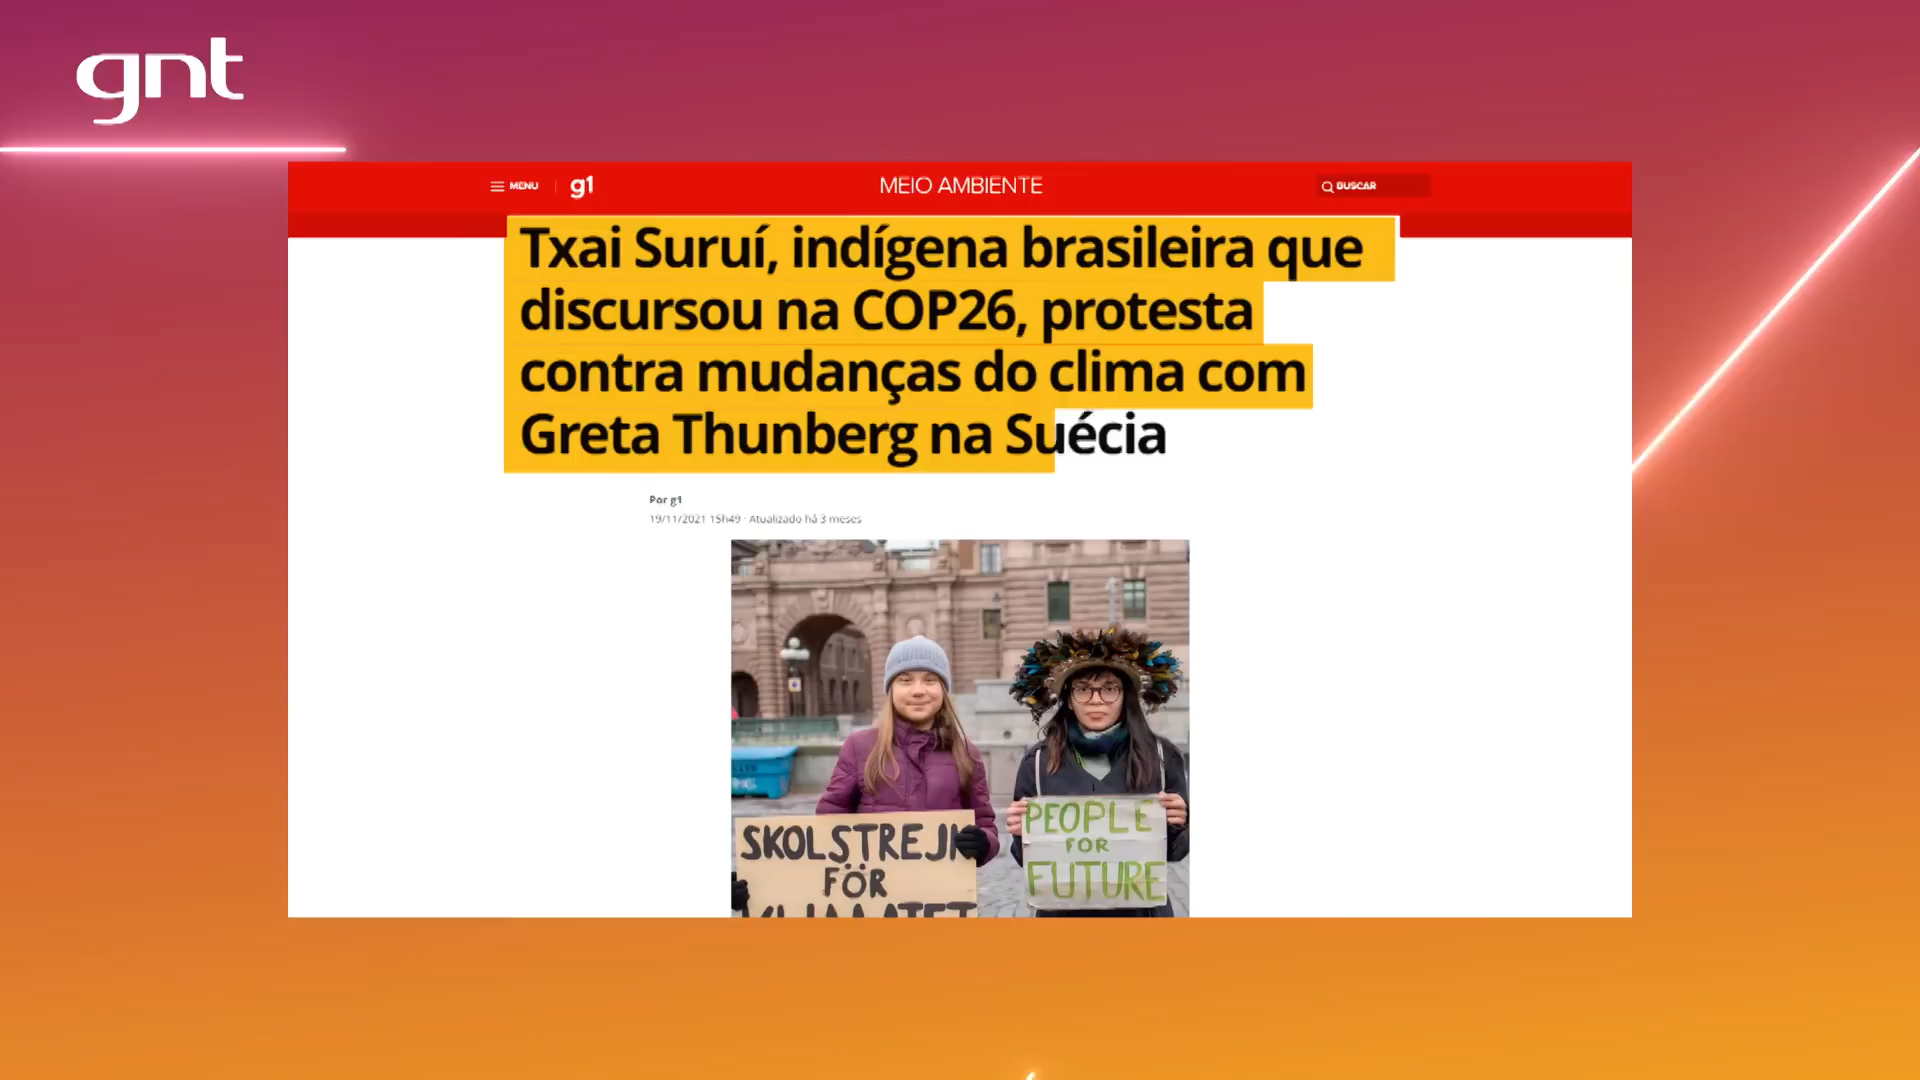 gnt
MENU
g1
MEIO AMBIENTE
BUSCAR
Txai Suruí, indígena brasileira que
discursou na COP26, protesta
contra mudanças do clima com
Greta Thunberg na Suécia
Por g1
19/11/2021 15h49 · Atualizado há 3 meses
SKOLSTREJK
FÖR
KLIMATET
PEOPLE
FOR
FUTURE